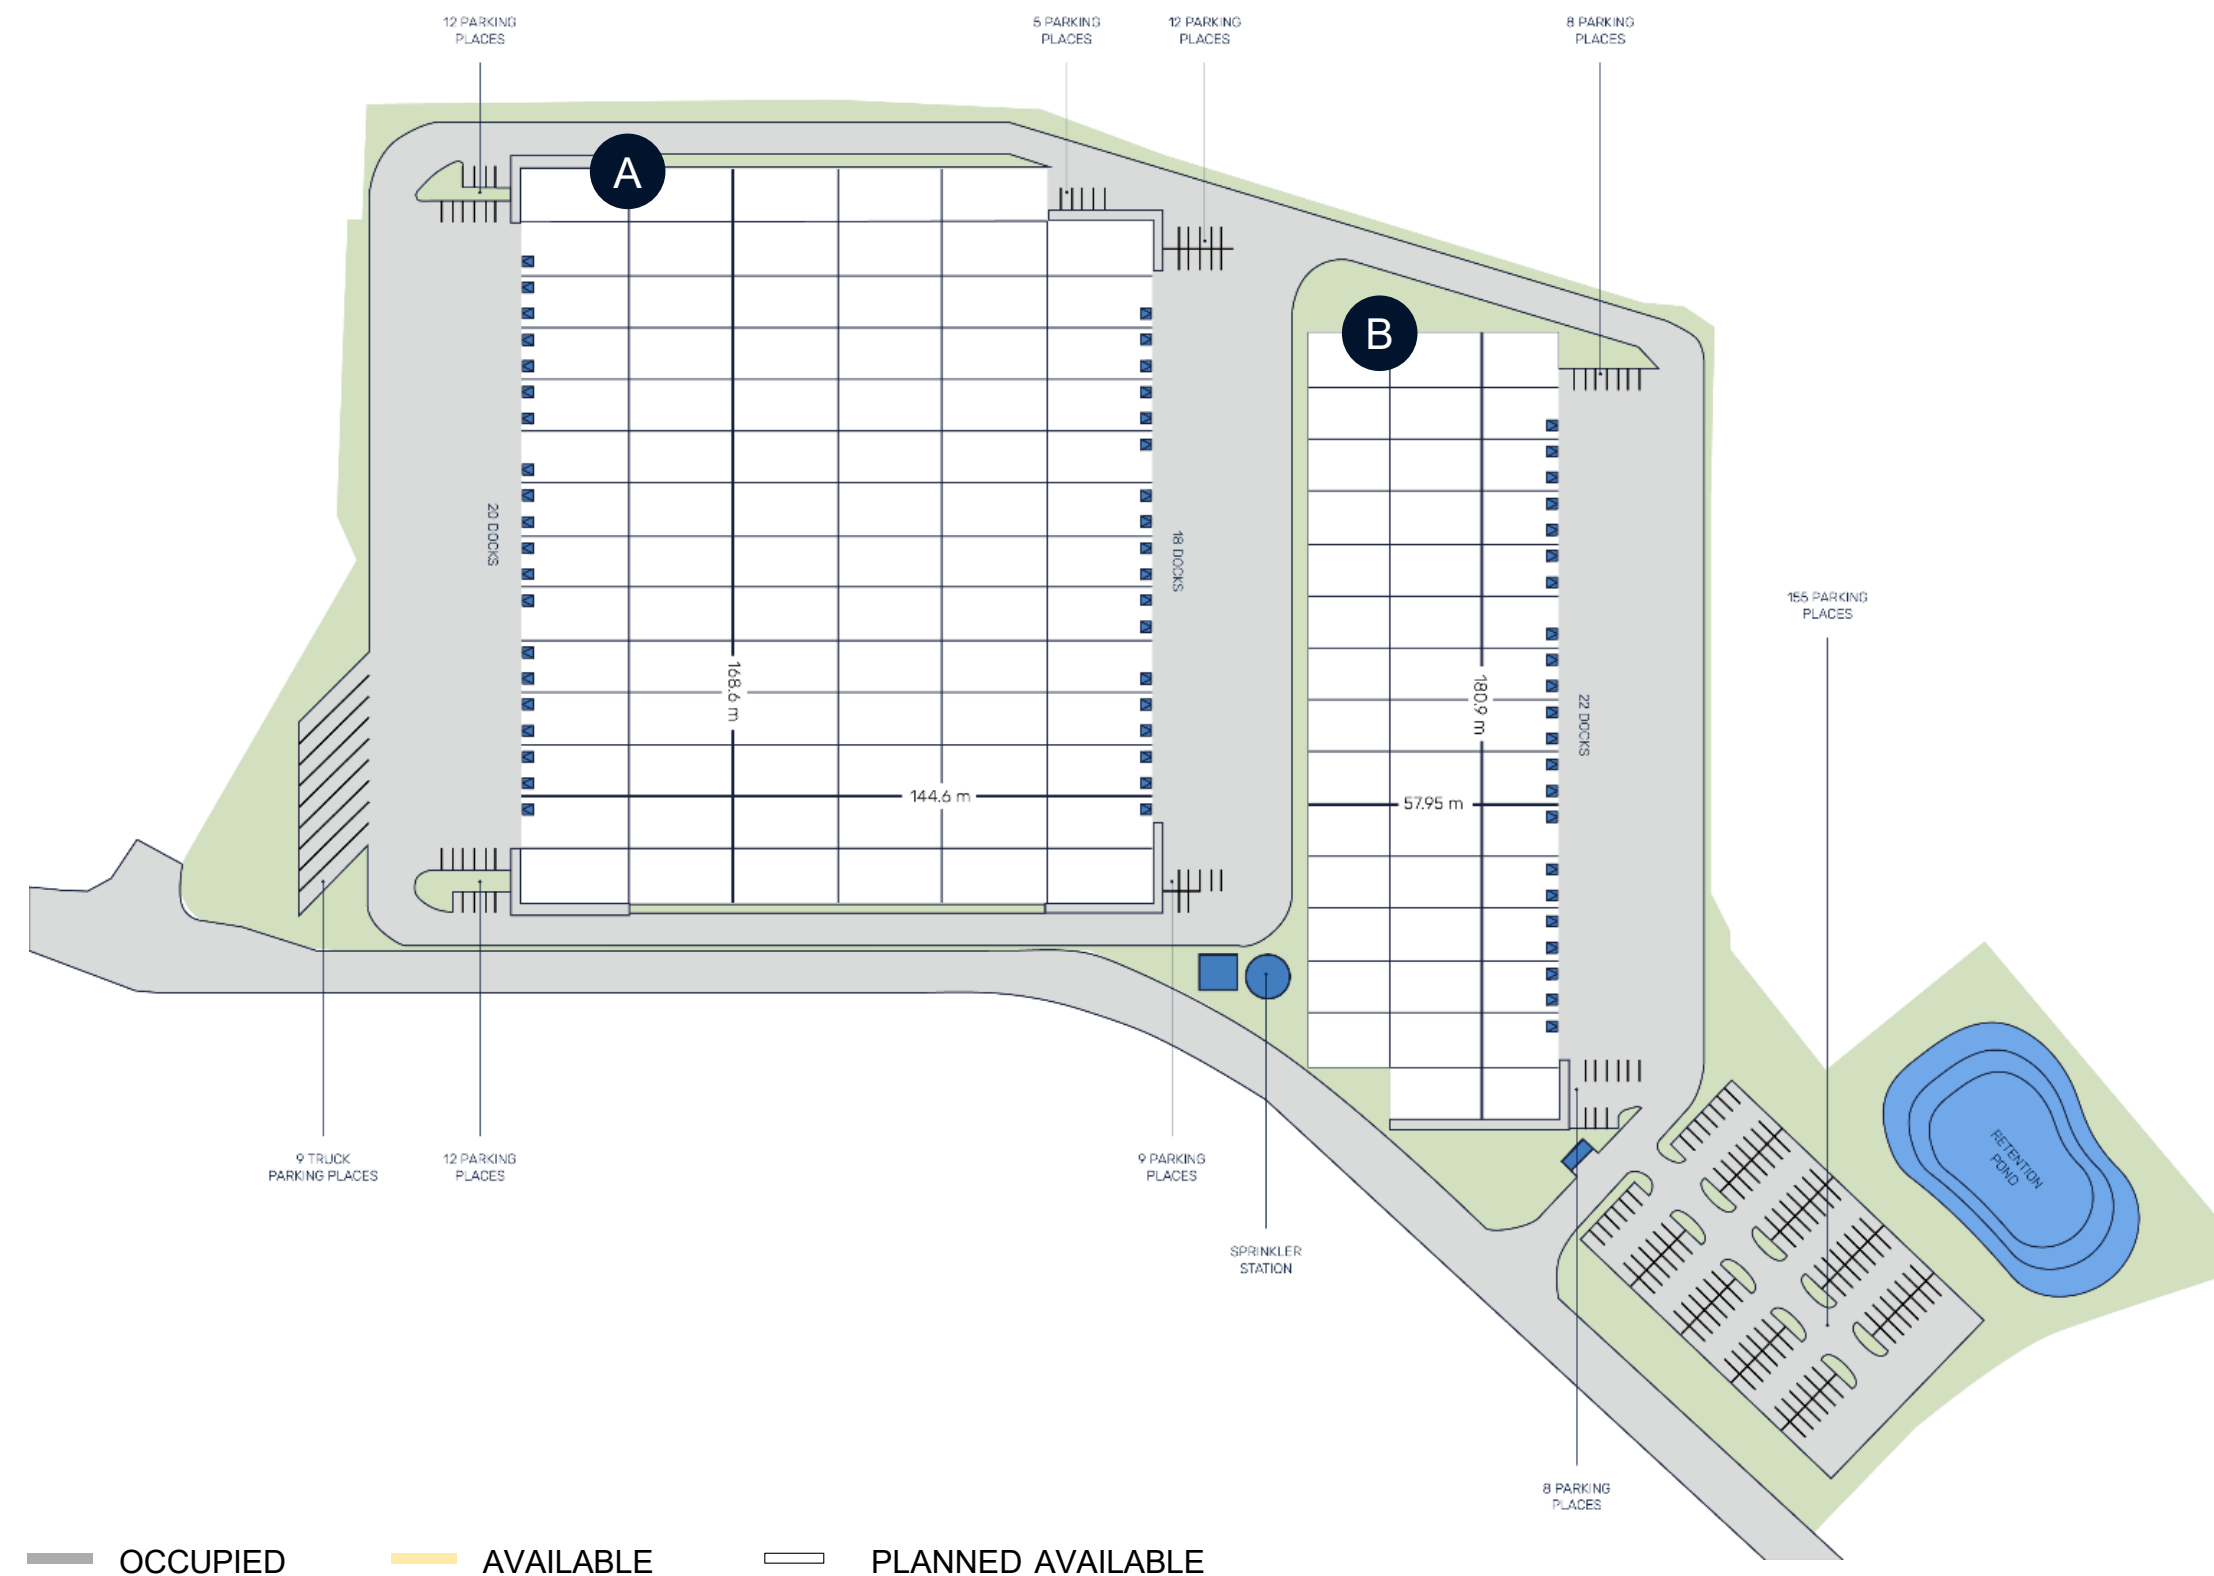 12 PARKING
PLACES
5 PARKING
PLACES
12 PARKING
PLACES
8 PARKING
PLACES
A
B
20 DOCKS
18 DOCKS
155 PARKING
PLACES
168.6 m
180.9 m
22 DOCKS
144.6 m
57.95 m
RETENTION
POND
9 TRUCK
PARKING PLACES
12 PARKING
PLACES
9 PARKING
PLACES
SPRINKLER
STATION
8 PARKING
PLACES
OCCUPIED
AVAILABLE
PLANNED AVAILABLE